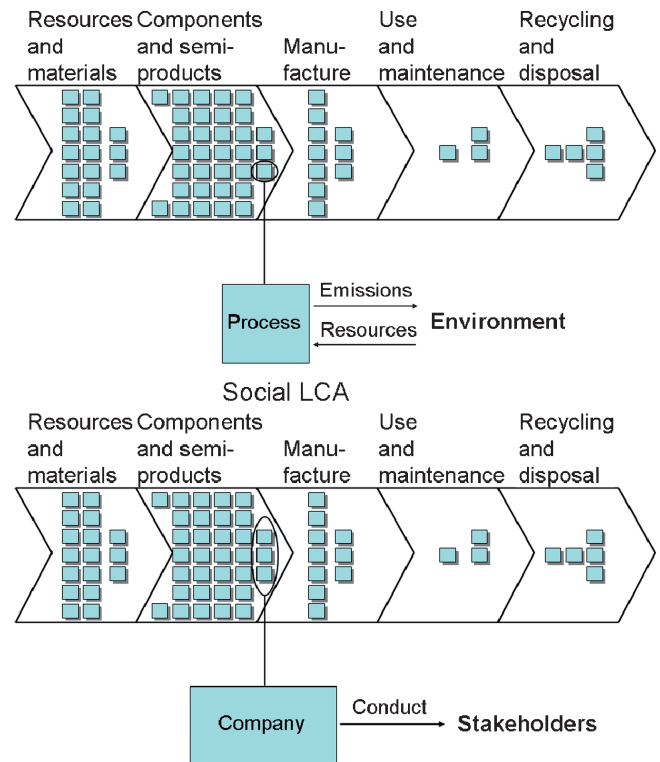 Resources
and
materials
Components
and semi-
products
Manu-
facture
Use
and
maintenance
Recycling
and
disposal
Emissions
Process
Resources
Environment
Social LCA
Resources
and
materials
Components
and semi-
products
Manu-
facture
Use
and
maintenance
Recycling
and
disposal
Company
Conduct
Stakeholders